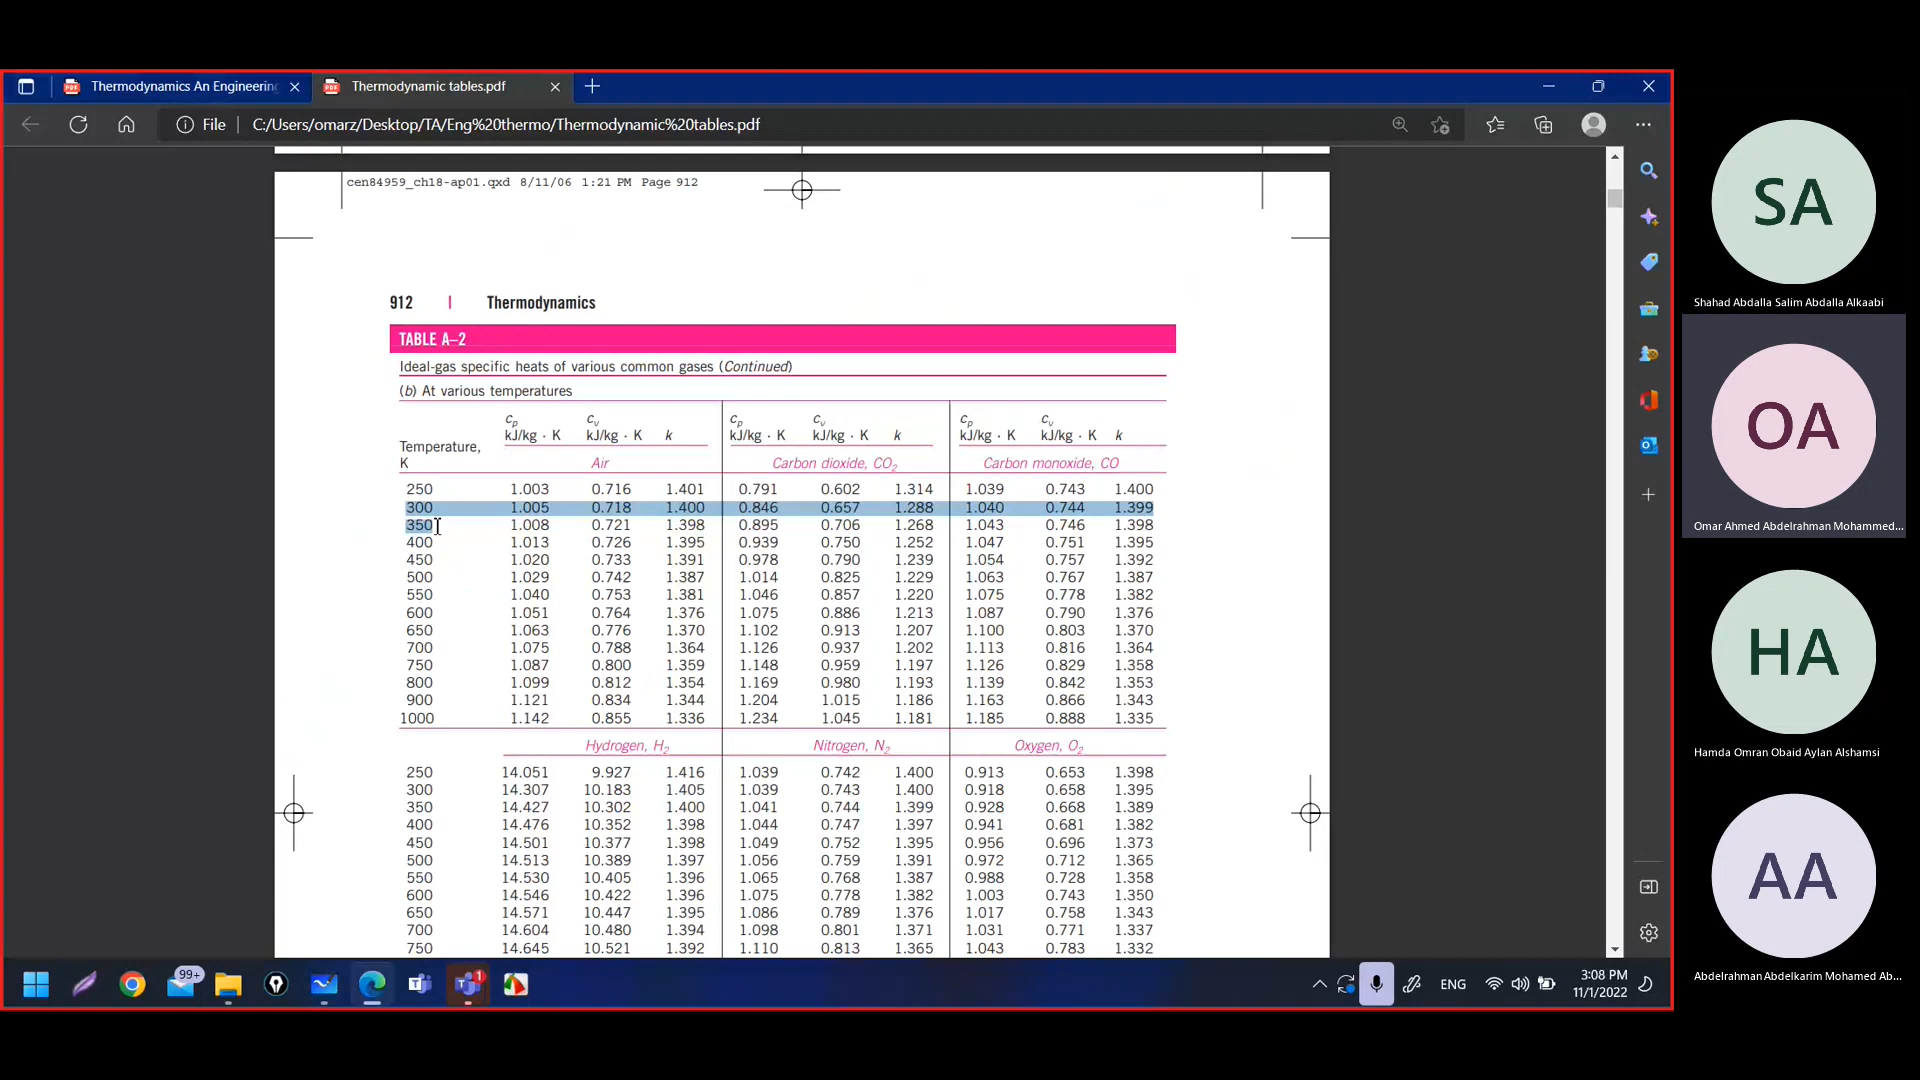 Thermodynamics An Engineering
Thermodynamic tables.pdf
File
C:/Users/omarz/Desktop/TA/Eng%20thermo/Thermodynamic%20tables.pdf
cen84959_ch18-ap01.qxd 8/11/06 1:21 PM Page 912
912 | Thermodynamics
TABLE A–2
Ideal-gas specific heats of various common gases (Continued)
(b) At various temperatures
cp cv cp cv cp cv
kJ/kg · K kJ/kg · K k kJ/kg · K kJ/kg · K k kJ/kg · K kJ/kg · K k
Temperature,
K Air Carbon dioxide, CO2 Carbon monoxide, CO
250 1.003 0.716 1.401 0.791 0.602 1.314 1.039 0.743 1.400
300 1.005 0.718 1.400 0.846 0.657 1.288 1.040 0.744 1.399
350 1.008 0.721 1.398 0.895 0.706 1.268 1.043 0.746 1.398
400 1.013 0.726 1.395 0.939 0.750 1.252 1.047 0.751 1.395
450 1.020 0.733 1.391 0.978 0.790 1.239 1.054 0.757 1.392
500 1.029 0.742 1.387 1.014 0.825 1.229 1.063 0.767 1.387
550 1.040 0.753 1.381 1.046 0.857 1.220 1.075 0.778 1.382
600 1.051 0.764 1.376 1.075 0.886 1.213 1.087 0.790 1.376
650 1.063 0.776 1.370 1.102 0.913 1.207 1.100 0.803 1.370
700 1.075 0.788 1.364 1.126 0.937 1.202 1.113 0.816 1.364
750 1.087 0.800 1.359 1.148 0.959 1.197 1.126 0.829 1.358
800 1.099 0.812 1.354 1.169 0.980 1.193 1.139 0.842 1.353
900 1.121 0.834 1.344 1.204 1.015 1.186 1.163 0.866 1.343
1000 1.142 0.855 1.336 1.234 1.045 1.181 1.185 0.888 1.335
Hydrogen, H2 Nitrogen, N2 Oxygen, O2
250 14.051 9.927 1.416 1.039 0.742 1.400 0.913 0.653 1.398
300 14.307 10.183 1.405 1.039 0.743 1.400 0.918 0.658 1.395
350 14.427 10.302 1.400 1.041 0.744 1.399 0.928 0.668 1.389
400 14.476 10.352 1.398 1.044 0.747 1.397 0.941 0.681 1.382
450 14.501 10.377 1.398 1.049 0.752 1.395 0.956 0.696 1.373
500 14.513 10.389 1.397 1.056 0.759 1.391 0.972 0.712 1.365
550 14.530 10.405 1.396 1.065 0.768 1.387 0.988 0.728 1.358
600 14.546 10.422 1.396 1.075 0.778 1.382 1.003 0.743 1.350
650 14.571 10.447 1.395 1.086 0.789 1.376 1.017 0.758 1.343
700 14.604 10.480 1.394 1.098 0.801 1.371 1.031 0.771 1.337
750 14.645 10.521 1.392 1.110 0.813 1.365 1.043 0.783 1.332
99+
1
ENG
3:08 PM
11/1/2022
SA
Shahad Abdalla Salim Abdalla Alkaabi
OA
Omar Ahmed Abdelrahman Mohammed...
HA
Hamda Omran Obaid Aylan Alshamsi
AA
Abdelrahman Abdelkarim Mohamed Ab...